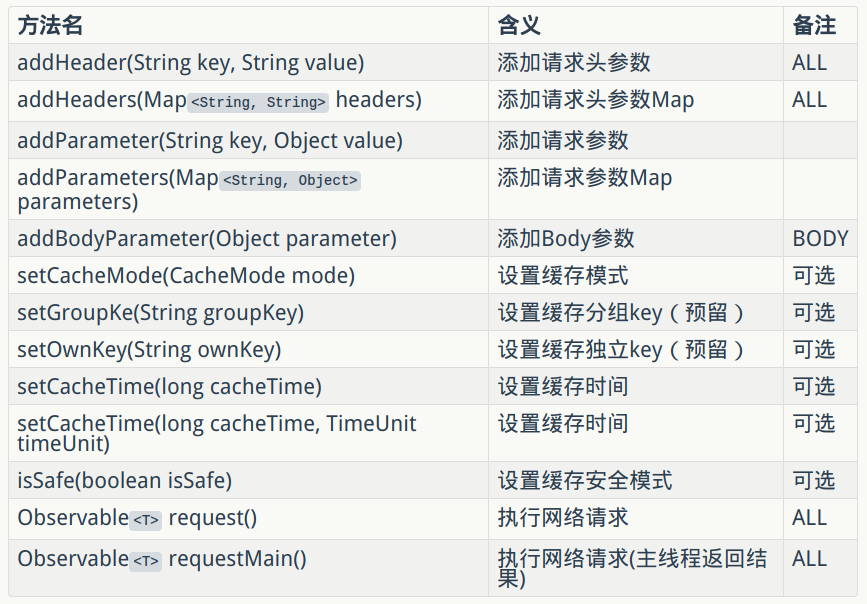 方法名 含义 备注
addHeader(String key, String value) 添加请求头参数 ALL
addHeaders(Map<String, String> headers) 添加请求头参数Map ALL
addParameter(String key, Object value) 添加请求参数
addParameters(Map<String, Object> 添加请求参数Map
parameters)
addBodyParameter(Object parameter) 添加Body参数 BODY
setCacheMode(CacheMode mode) 设置缓存模式 可选
setGroupKe(String groupKey) 设置缓存分组key（预留） 可选
setOwnKey(String ownKey) 设置缓存独立key（预留） 可选
setCacheTime(long cacheTime) 设置缓存时间 可选
setCacheTime(long cacheTime, TimeUnit 设置缓存时间 可选
timeUnit)
isSafe(boolean isSafe) 设置缓存安全模式 可选
Observable<T> request() 执行网络请求 ALL
Observable<T> requestMain() 执行网络请求(主线程返回结 ALL
果)